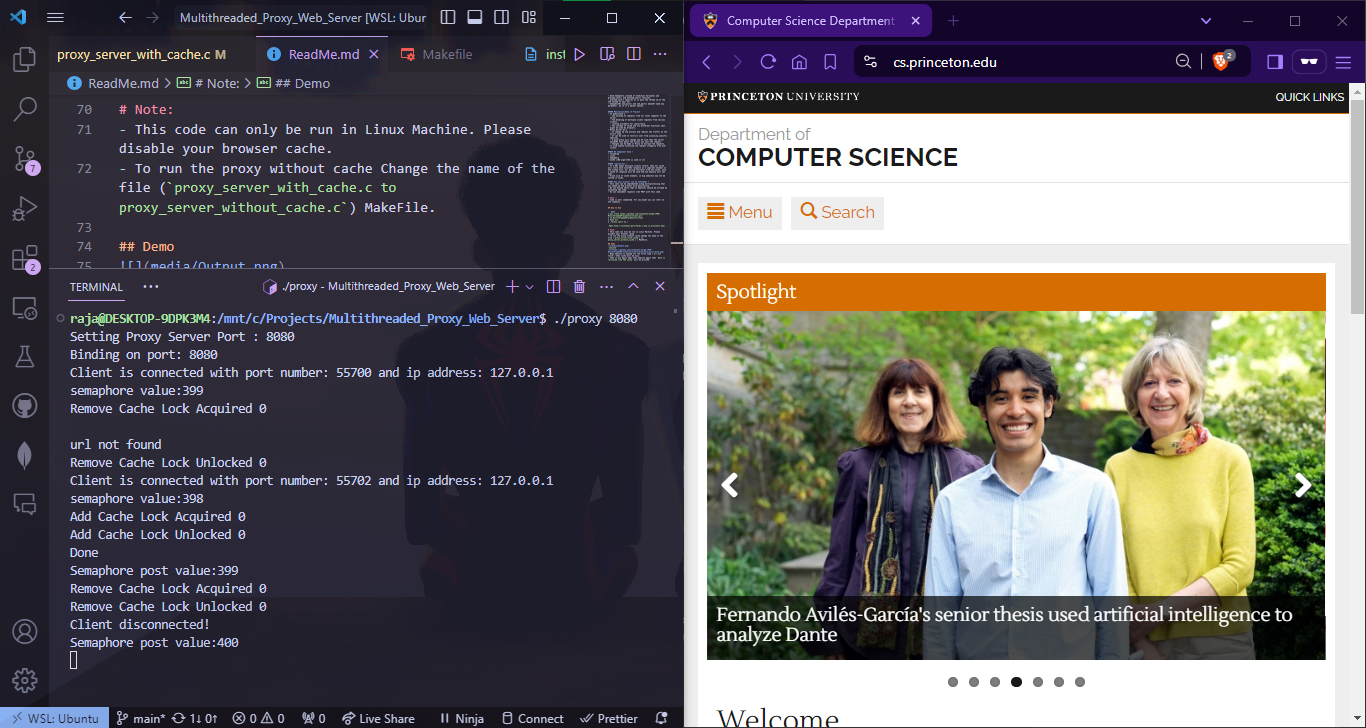 Multithreaded_Proxy_Web_Server [WSL: Ubur
proxy_server_with_cache.c M
ReadMe.md
Makefile
inst
ReadMe.md > # Note: > ## Demo
70 # Note:
71 - This code can only be run in Linux Machine. Please
disable your browser cache.
72 - To run the proxy without cache Change the name of the
file (`proxy_server_with_cache.c to
proxy_server_without_cache.c`) MakeFile.
73
74 ## Demo
75 ![](media/Output.png)
TERMINAL
./proxy - Multithreaded_Proxy_Web_Server
raja@DESKTOP-9DPK3M4:/mnt/c/Projects/Multithreaded_Proxy_Web_Server$ ./proxy 8080
Setting Proxy Server Port : 8080
Binding on port: 8080
Client is connected with port number: 55700 and ip address: 127.0.0.1
semaphore value:399
Remove Cache Lock Acquired 0
url not found
Remove Cache Lock Unlocked 0
Client is connected with port number: 55702 and ip address: 127.0.0.1
semaphore value:398
Add Cache Lock Acquired 0
Add Cache Lock Unlocked 0
Done
Semaphore post value:399
Remove Cache Lock Acquired 0
Remove Cache Lock Unlocked 0
Client disconnected!
Semaphore post value:400
7
2
WSL: Ubuntu
main*
1↓ 0↑
0
0
0
Live Share
Ninja
Connect
Prettier
Computer Science Department
cs.princeton.edu
2
PRINCETON UNIVERSITY
QUICK LINKS
Department of
COMPUTER SCIENCE
Menu
Search
Spotlight
Fernando Avilés-García's senior thesis used artificial intelligence to
analyze Dante
Welcome